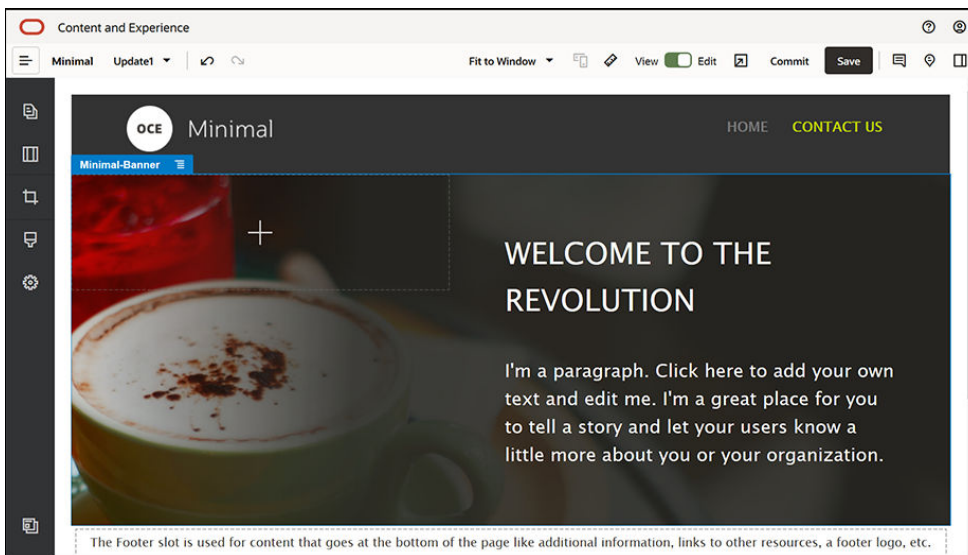 Content and Experience
Minimal Update1 Fit to Window View Edit Commit Save
OCE Minimal HOME CONTACT US
Minimal-Banner
WELCOME TO THE
REVOLUTION
I'm a paragraph. Click here to add your own
text and edit me. I'm a great place for you
to tell a story and let your users know a
little more about you or your organization.
The Footer slot is used for content that goes at the bottom of the page like additional information, links to other resources, a footer logo, etc.